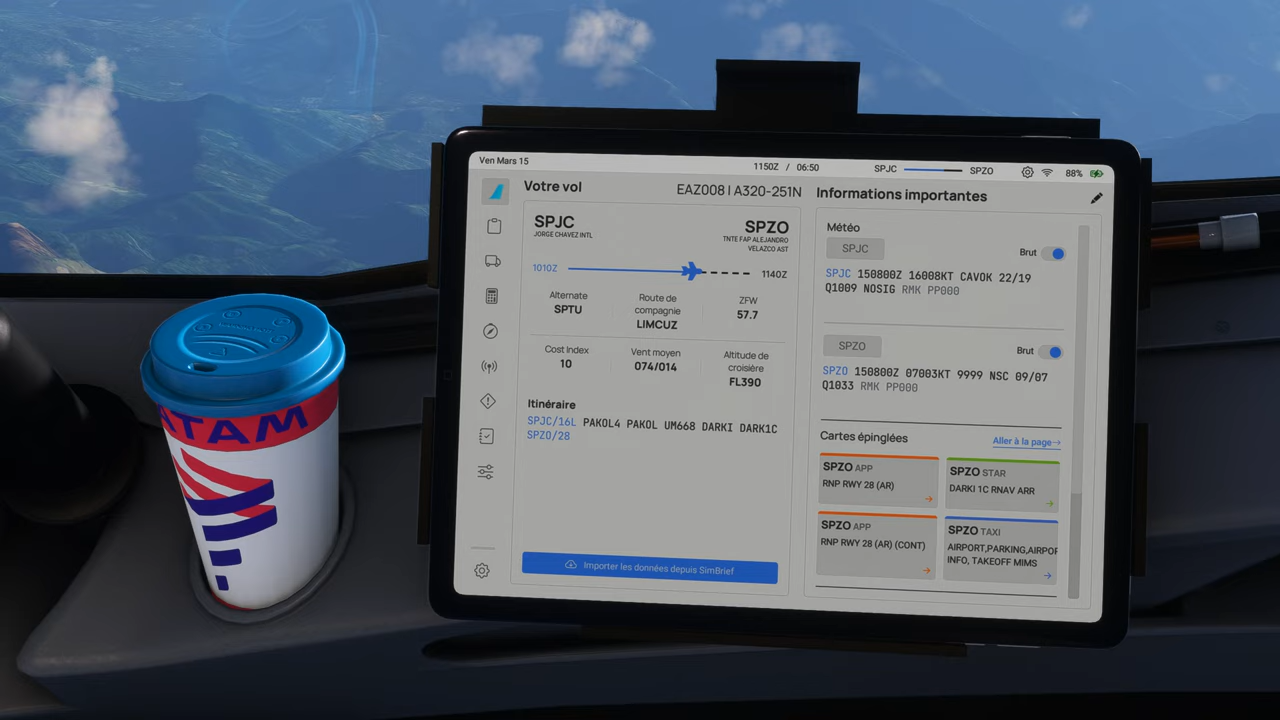 Ven Mars 15
1150Z / 06:50
SPJC
SPZO
88%
Votre vol
EAZ008 | A320-251N
SPJC
JORGE CHAVEZ INTL
SPZO
TNTE FAP ALEJANDRO
VELAZCO AST
1010Z
1140Z
Alternate
SPTU
Route de
compagnie
LIMCUZ
ZFW
57.7
Cost Index
10
Vent moyen
074/014
Altitude de
croisière
FL390
Itinéraire
SPJC/16L PAKOL4 PAKOL UM668 DARKI DARK1C
SPZO/28
Importer les données depuis SimBrief
Informations importantes
Météo
SPJC
Brut
SPJC 150800Z 16008KT CAVOK 22/19
Q1009 NOSIG RMK PP000
SPZO
Brut
SPZO 150800Z 07003KT 9999 NSC 09/07
Q1033 RMK PP000
Cartes épinglées
Aller à la page→
SPZO APP
RNP RWY 28 (AR)
SPZO STAR
DARKI 1C RNAV ARR
SPZO APP
RNP RWY 28 (AR) (CONT)
SPZO TAXI
AIRPORT,PARKING,AIRPOR
INFO, TAKEOFF MIMS
ATAM